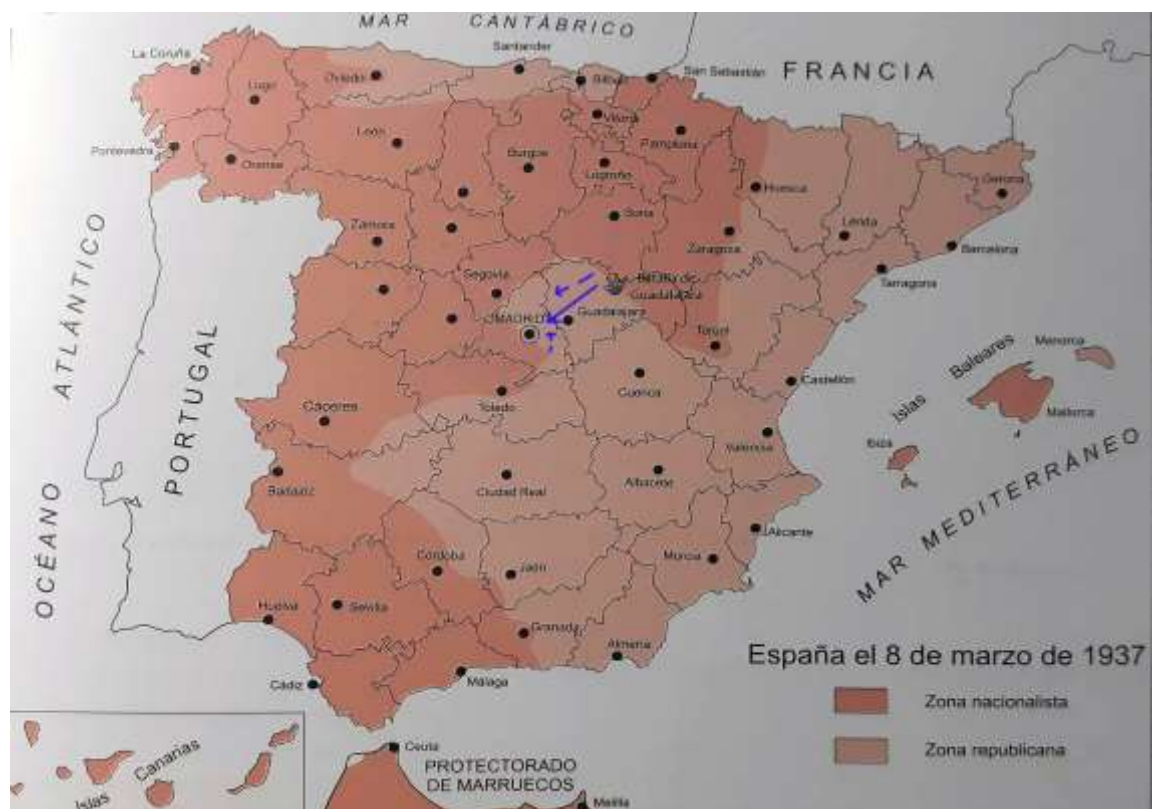 MAR CANTÁBRICO
La Coruña
Santander
Oviedo
Bilbao
San Sebastián
FRANCIA
Lugo
Vitoria
León
Pamplona
Pontevedra
Orense
Burgos
Logroño
Huesca
Gerona
Soria
Zamora
Zaragoza
Lérida
Barcelona
Segovia
Batalla de
Guadalajara
Tarragona
MADRID
Guadalajara
Teruel
OCÉANO ATLÁNTICO
PORTUGAL
Islas Baleares
Menorca
Mallorca
Ibiza
Castellón
Cuenca
Toledo
Cáceres
Valencia
MAR MEDITERRÁNEO
Badajoz
Ciudad Real
Albacete
Alicante
Murcia
Córdoba
Jaén
Huelva
Sevilla
Granada
Almería
Málaga
Cádiz
España el 8 de marzo de 1937
Zona nacionalista
Zona republicana
Islas Canarias
Ceuta
PROTECTORADO
DE MARRUECOS
Melilla